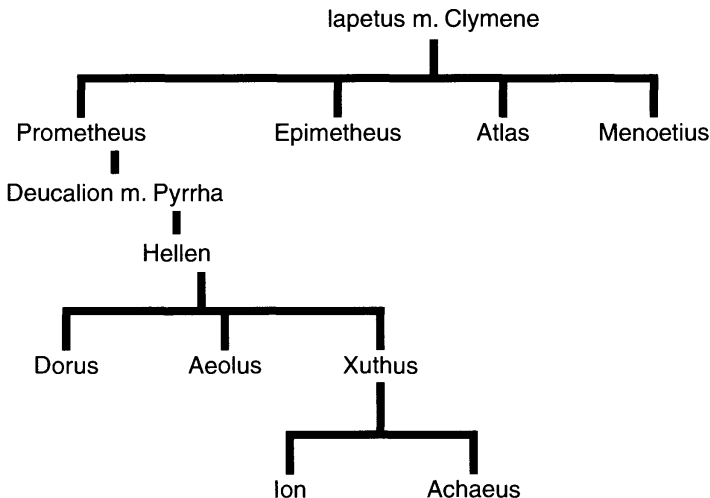 Iapetus m. Clymene
Prometheus Epimetheus Atlas Menoetius
Deucalion m. Pyrrha
Hellen
Dorus Aeolus Xuthus
Ion Achaeus